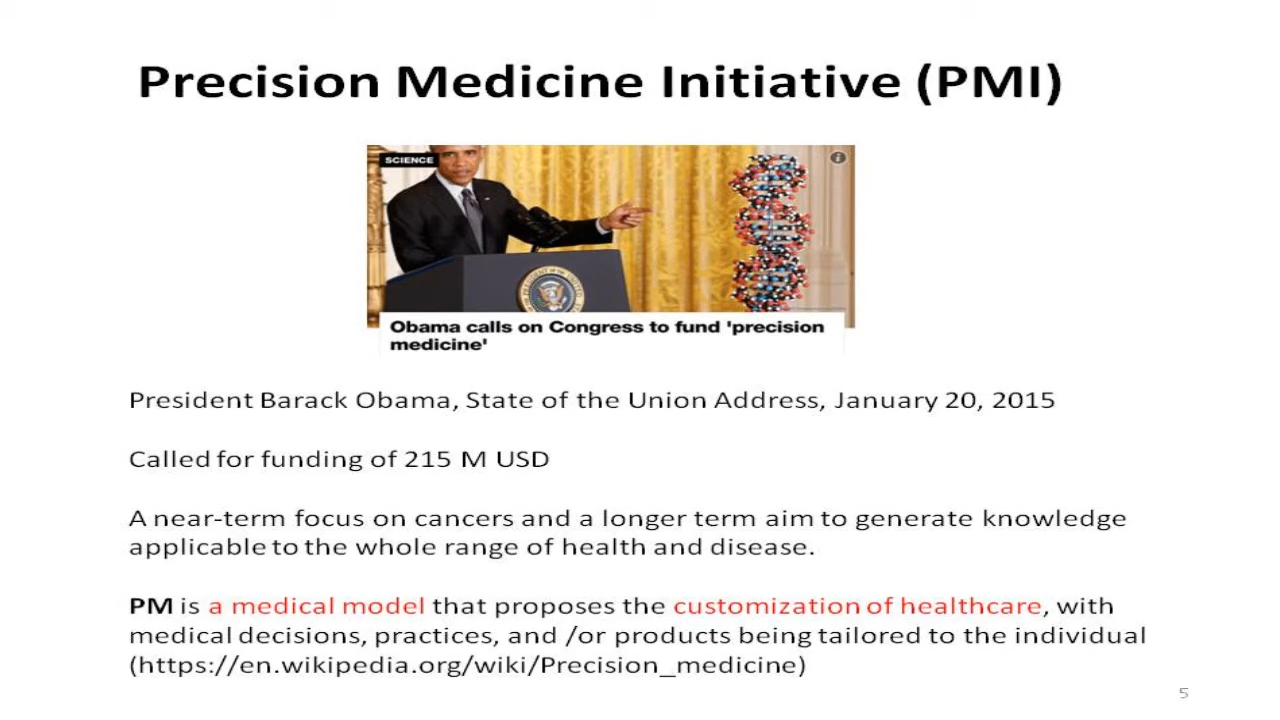 Precision Medicine Initiative (PMI)
SCIENCE
Obama calls on Congress to fund 'precision
medicine'
President Barack Obama, State of the Union Address, January 20, 2015
Called for funding of 215 M USD
A near-term focus on cancers and a longer term aim to generate knowledge
applicable to the whole range of health and disease.
PM is a medical model that proposes the customization of healthcare, with
medical decisions, practices, and /or products being tailored to the individual
(https://en.wikipedia.org/wiki/Precision_medicine)
5